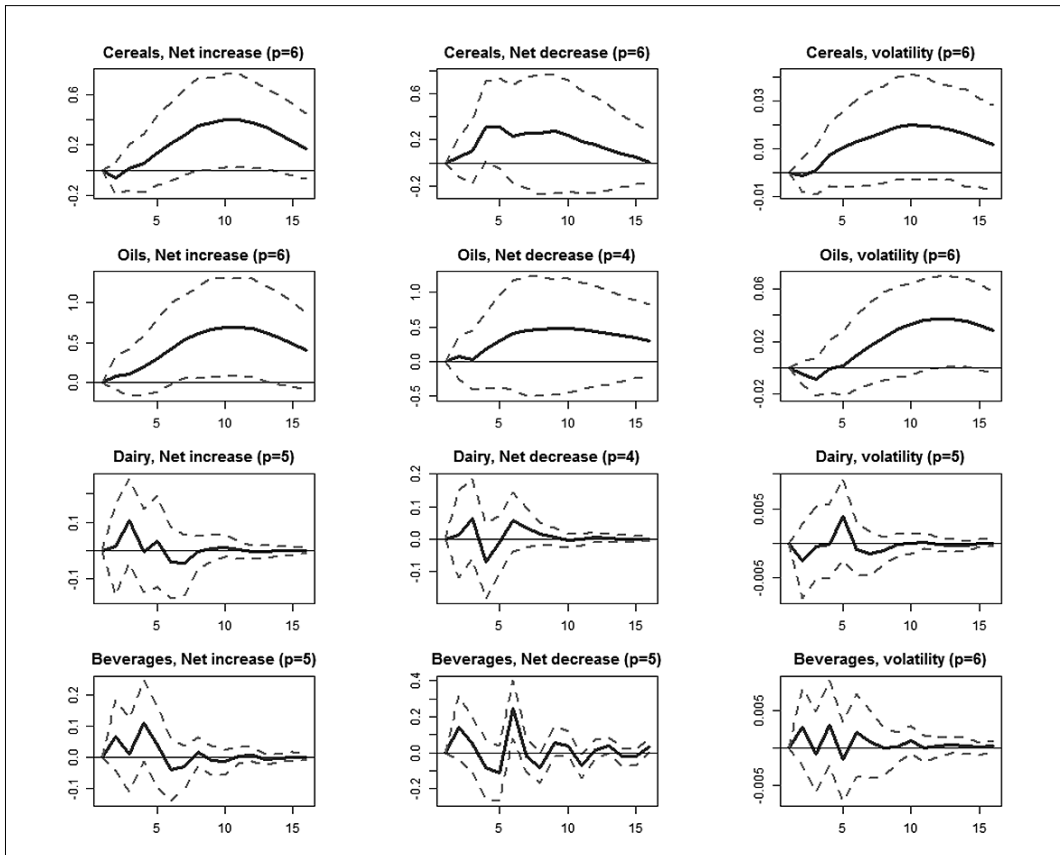 Cereals, Net increase (p=6)
-0.2 0.2 0.6
5 10 15
Cereals, Net decrease (p=6)
-0.2 0.2 0.6
5 10 15
Cereals, volatility (p=6)
-0.01 0.01 0.03
5 10 15
Oils, Net increase (p=6)
0.0 0.5 1.0
5 10 15
Oils, Net decrease (p=4)
-0.5 0.0 0.5 1.0
5 10 15
Oils, volatility (p=6)
-0.02 0.02 0.06
5 10 15
Dairy, Net increase (p=5)
-0.1 0.1
5 10 15
Dairy, Net decrease (p=4)
-0.1 0.0 0.1 0.2
5 10 15
Dairy, volatility (p=5)
-0.005 0.005
5 10 15
Beverages, Net increase (p=5)
-0.1 0.0 0.1 0.2
5 10 15
Beverages, Net decrease (p=5)
-0.2 0.0 0.2 0.4
5 10 15
Beverages, volatility (p=6)
-0.005 0.005
5 10 15